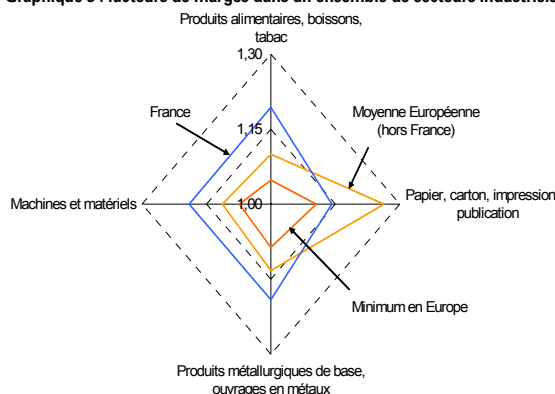 Produits alimentaires, boissons,
tabac
1,30
France
Moyenne Européenne
(hors France)
1,15
Machines et matériels
1,00
Papier, carton, impression
publication
Minimum en Europe
Produits métallurgiques de base,
ouvrages en métaux